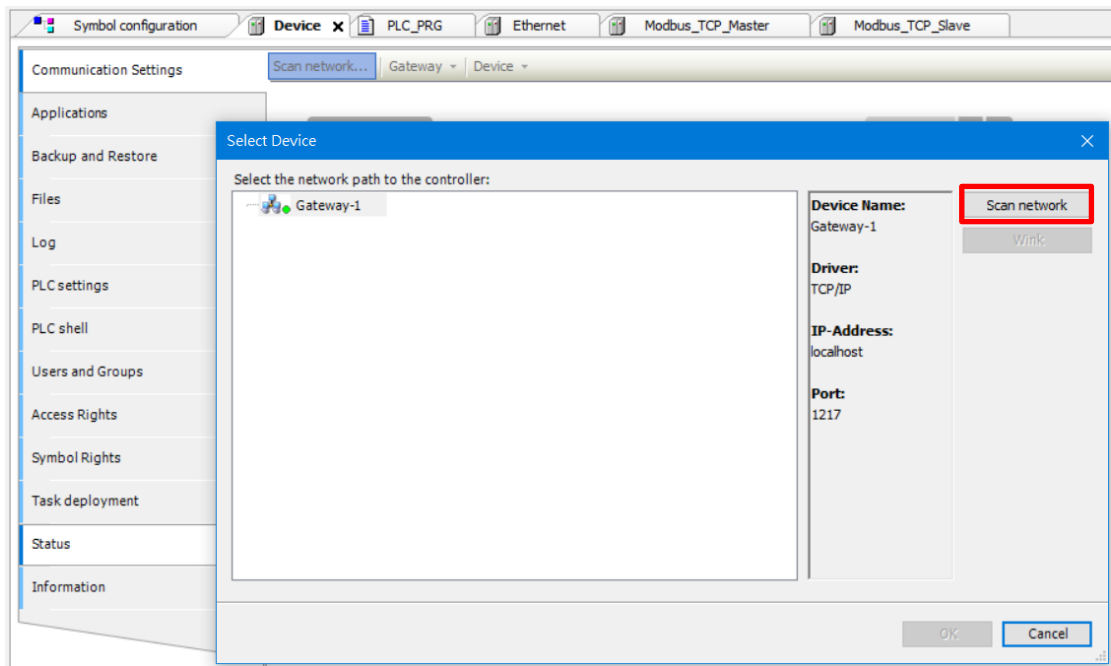 Symbol configuration
Device
PLC_PRG
Ethernet
Modbus_TCP_Master
Modbus_TCP_Slave
Communication Settings
Scan network...
Gateway
Device
Applications
Backup and Restore
Files
Log
PLC settings
PLC shell
Users and Groups
Access Rights
Symbol Rights
Task deployment
Status
Information
Select Device
Select the network path to the controller:
Gateway-1
Device Name:
Gateway-1
Driver:
TCP/IP
IP-Address:
localhost
Port:
1217
Scan network
Wink
OK
Cancel